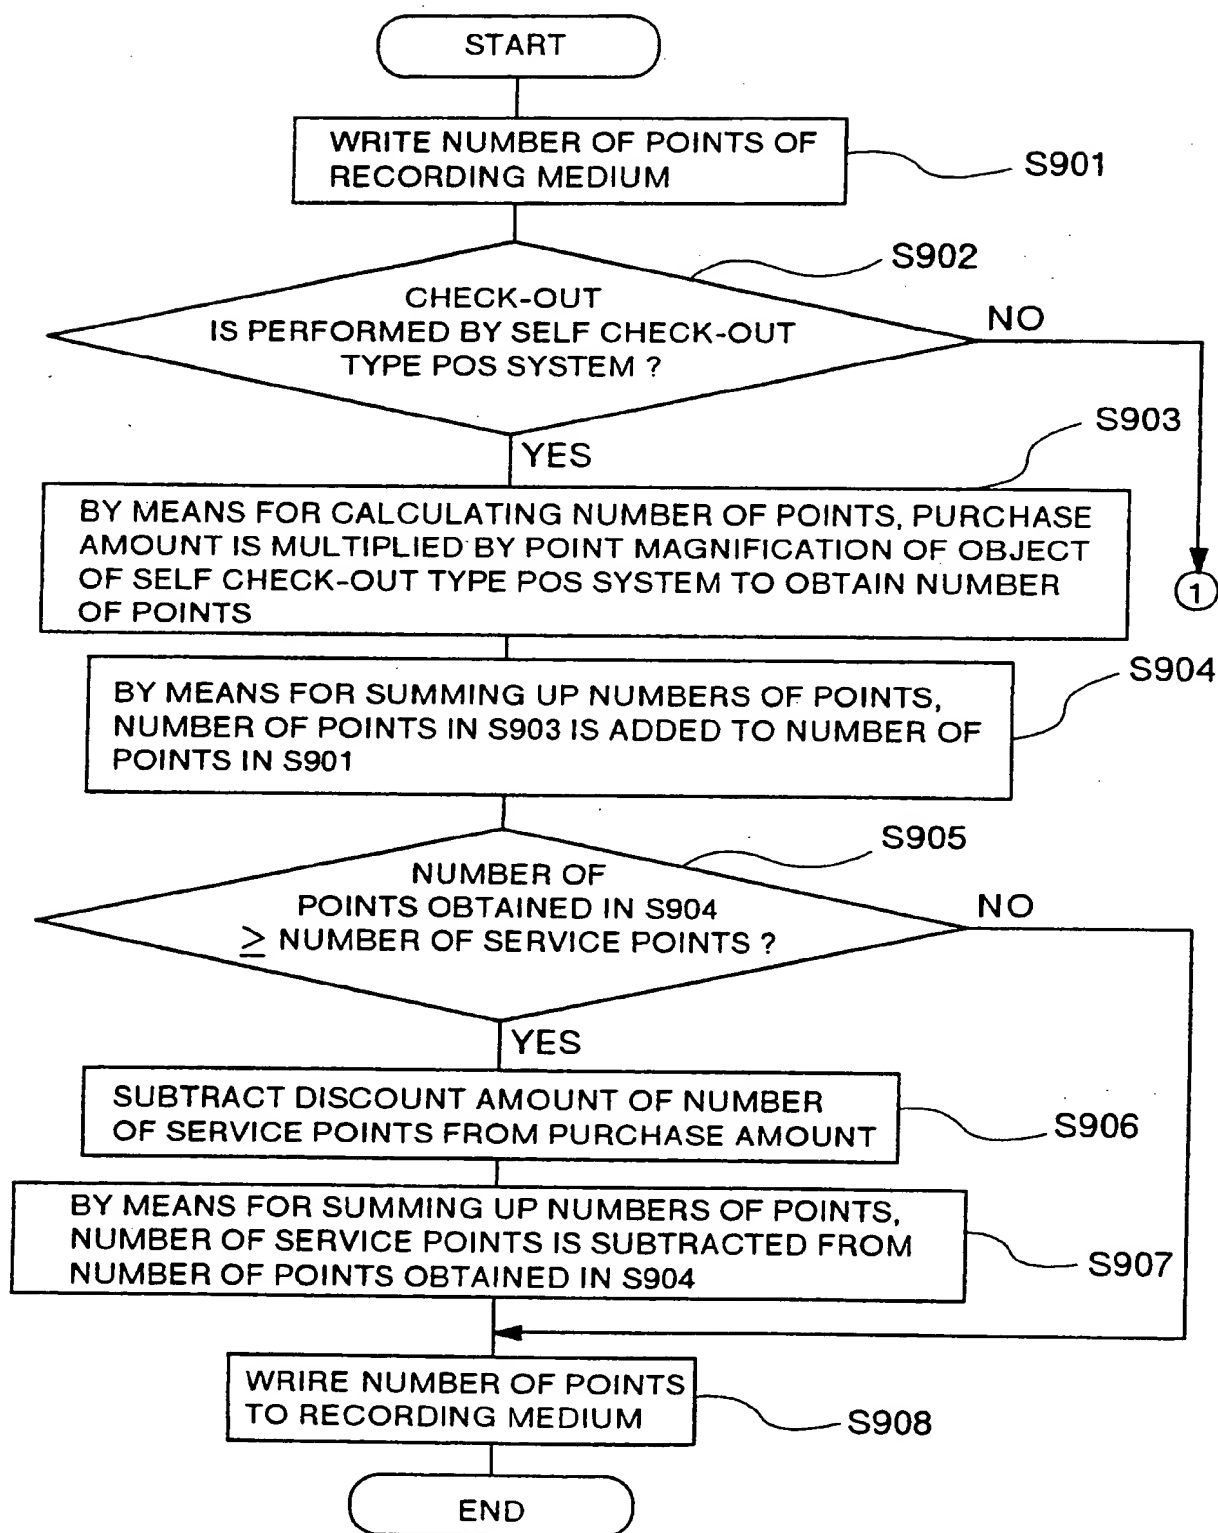 START
WRITE NUMBER OF POINTS OF
RECORDING MEDIUM
S901
S902
CHECK-OUT
IS PERFORMED BY SELF CHECK-OUT
TYPE POS SYSTEM ?
NO
YES
S903
BY MEANS FOR CALCULATING NUMBER OF POINTS, PURCHASE
AMOUNT IS MULTIPLIED BY POINT MAGNIFICATION OF OBJECT
OF SELF CHECK-OUT TYPE POS SYSTEM TO OBTAIN NUMBER
OF POINTS
1
S904
BY MEANS FOR SUMMING UP NUMBERS OF POINTS,
NUMBER OF POINTS IN S903 IS ADDED TO NUMBER OF
POINTS IN S901
S905
NUMBER OF
POINTS OBTAINED IN S904
≥ NUMBER OF SERVICE POINTS ?
NO
YES
SUBTRACT DISCOUNT AMOUNT OF NUMBER
OF SERVICE POINTS FROM PURCHASE AMOUNT
S906
BY MEANS FOR SUMMING UP NUMBERS OF POINTS,
NUMBER OF SERVICE POINTS IS SUBTRACTED FROM
NUMBER OF POINTS OBTAINED IN S904
S907
WRIRE NUMBER OF POINTS
TO RECORDING MEDIUM
S908
END